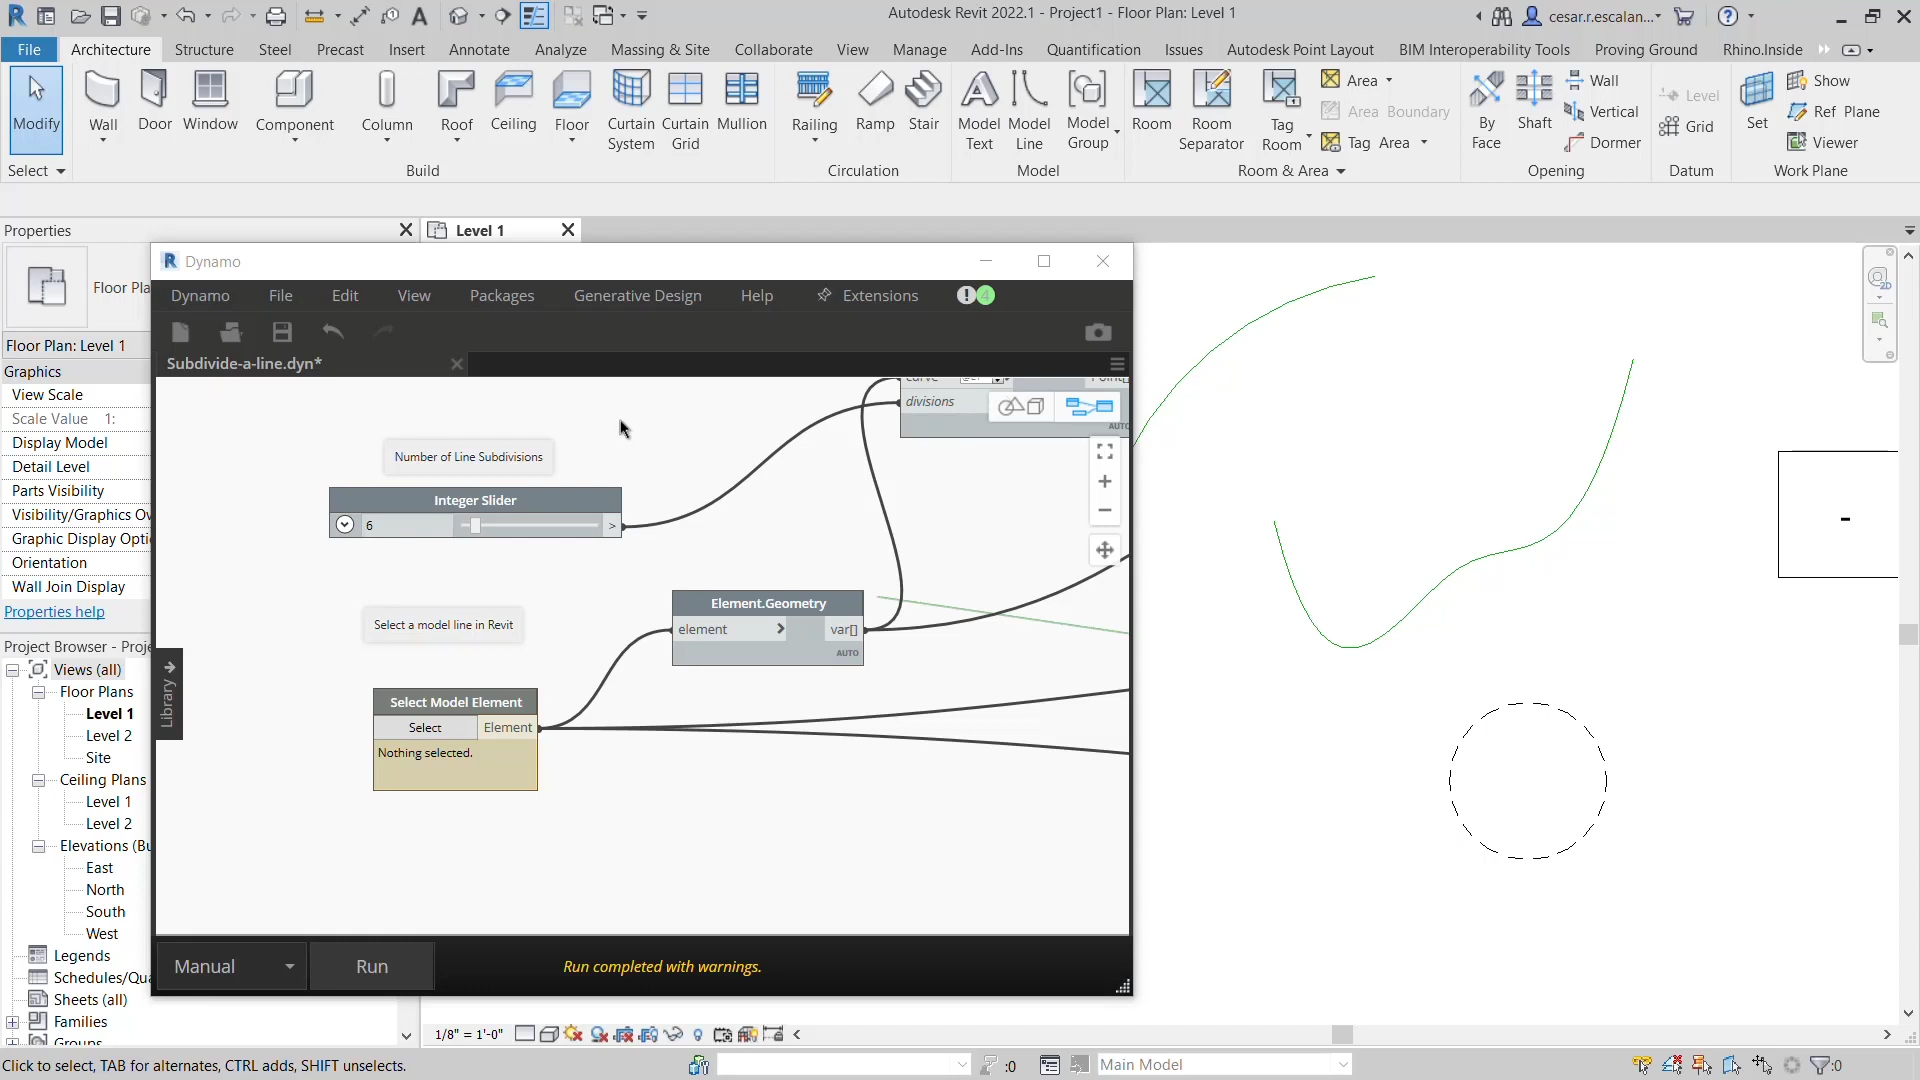 Autodesk Revit 2022.1 - Project1 - Floor Plan: Level 1
cesar.r.escalan...
File Architecture Structure Steel Precast Insert Annotate Analyze Massing & Site Collaborate View Manage Add-Ins Quantification Issues Autodesk Point Layout BIM Interoperability Tools Proving Ground Rhino.Inside
Modify
Wall
Door
Window
Component
Column
Roof
Ceiling
Floor
Curtain System
Curtain Grid
Mullion
Railing
Ramp
Stair
Model Text
Model Line
Model Group
Room
Room Separator
Tag Room
Area
Area Boundary
Tag Area
By Face
Shaft
Wall
Vertical
Dormer
Level
Grid
Set
Show
Ref Plane
Viewer
Select Build Circulation Model Room & Area Opening Datum Work Plane
Properties
Level 1
Floor Pla
Floor Plan: Level 1
Graphics
View Scale
Scale Value 1:
Display Model
Detail Level
Parts Visibility
Visibility/Graphics Ov
Graphic Display Opti
Orientation
Wall Join Display
Properties help
Project Browser - Proje
Views (all)
Floor Plans
Level 1
Level 2
Site
Ceiling Plans
Level 1
Level 2
Elevations (Bu
East
North
South
West
Legends
Schedules/Qua
Sheets (all)
Families
Groups
Dynamo
Dynamo File Edit View Packages Generative Design Help Extensions ! 4
Subdivide-a-line.dyn*
curve
divisions
AUTO
Number of Line Subdivisions
Integer Slider
6 >
Element.Geometry
element > var[]
AUTO
Select a model line in Revit
Select Model Element
Select Element
Nothing selected.
Library
Manual Run Run completed with warnings.
2D
1/8" = 1'-0"
Click to select, TAB for alternates, CTRL adds, SHIFT unselects.
:0
Main Model
:0